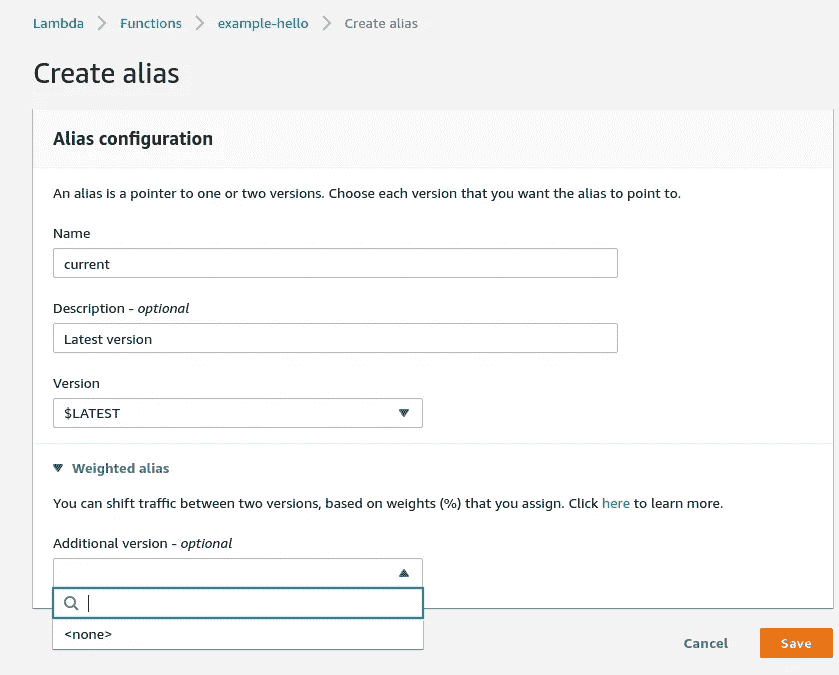 Lambda > Functions > example-hello > Create alias
Create alias
Alias configuration
An alias is a pointer to one or two versions. Choose each version that you want the alias to point to.
Name
current
Description - optional
Latest version
Version
$LATEST
Weighted alias
You can shift traffic between two versions, based on weights (%) that you assign. Click here to learn more.
Additional version - optional
<none>
Cancel Save